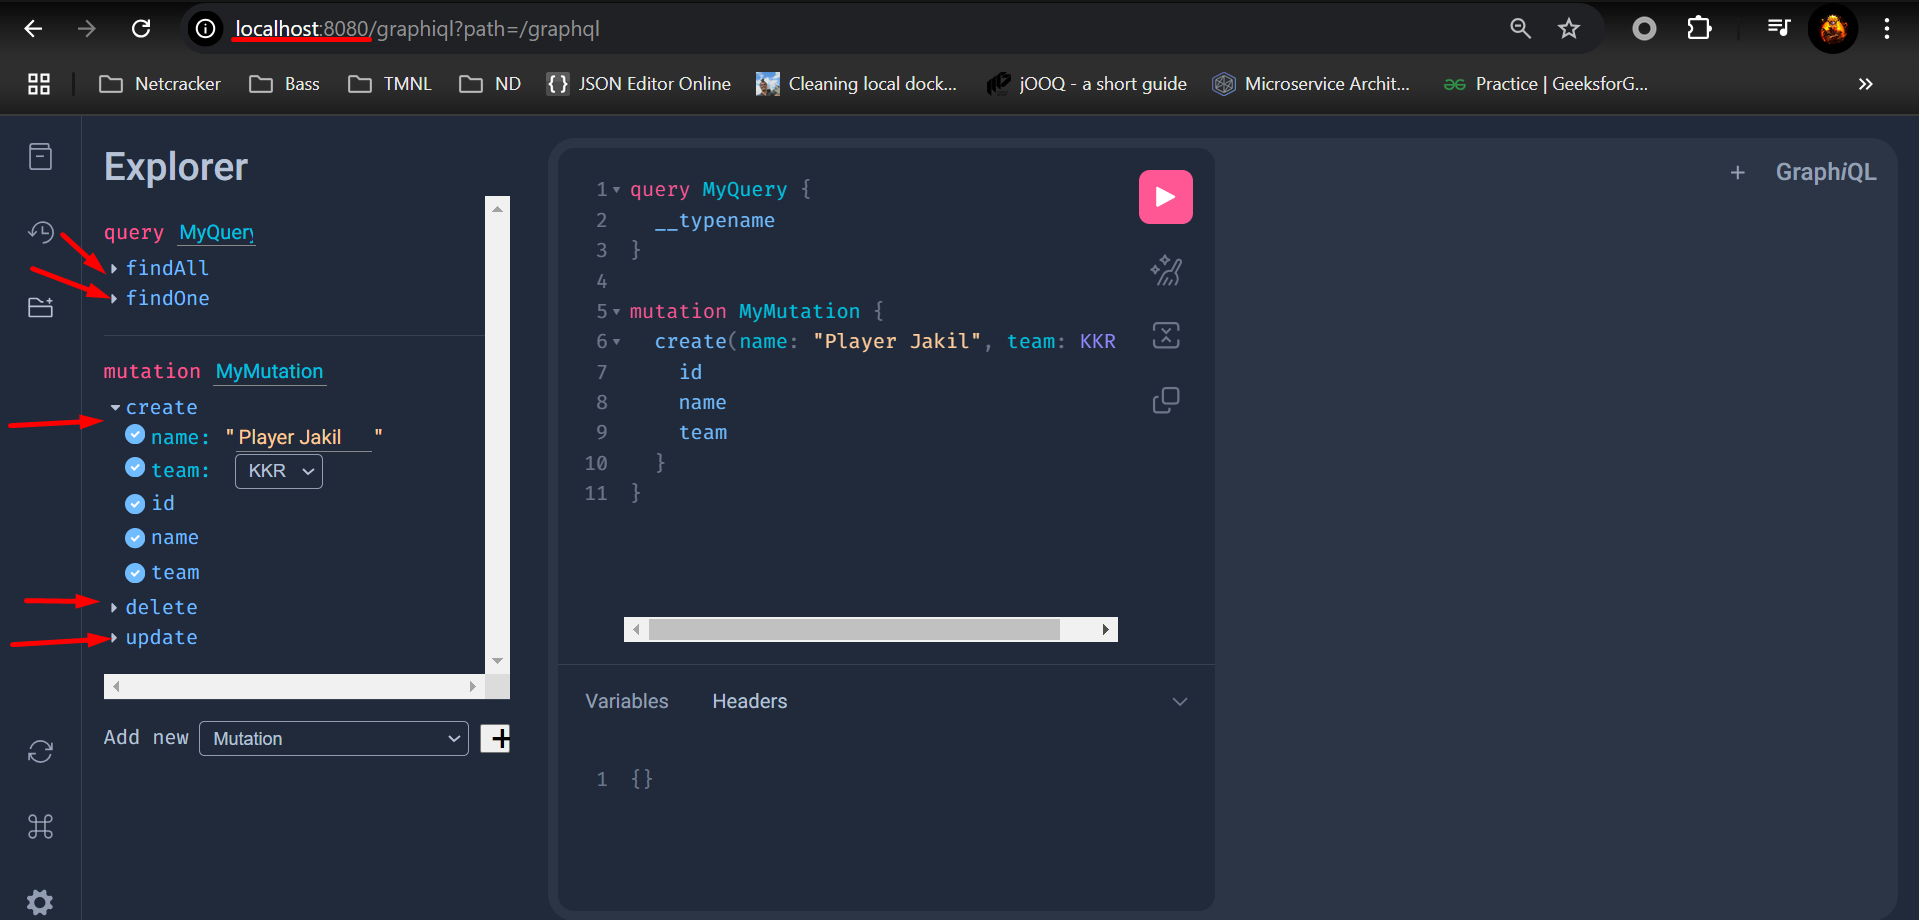 localhost:8080/graphiql?path=/graphql
Netcracker
Bass
TMNL
ND
{} JSON Editor Online
Cleaning local dock...
jOOQ - a short guide
Microservice Archit...
Practice | GeeksforG...
Explorer
query MyQuery
findAll
findOne
mutation MyMutation
create
name: "Player Jakil"
team: KKR
id
name
team
delete
update
Add new Mutation +
1 query MyQuery {
2 __typename
3 }
4
5 mutation MyMutation {
6 create(name: "Player Jakil", team: KKR
7 id
8 name
9 team
10 }
11 }
Variables Headers
1 {}
+ GraphiQL